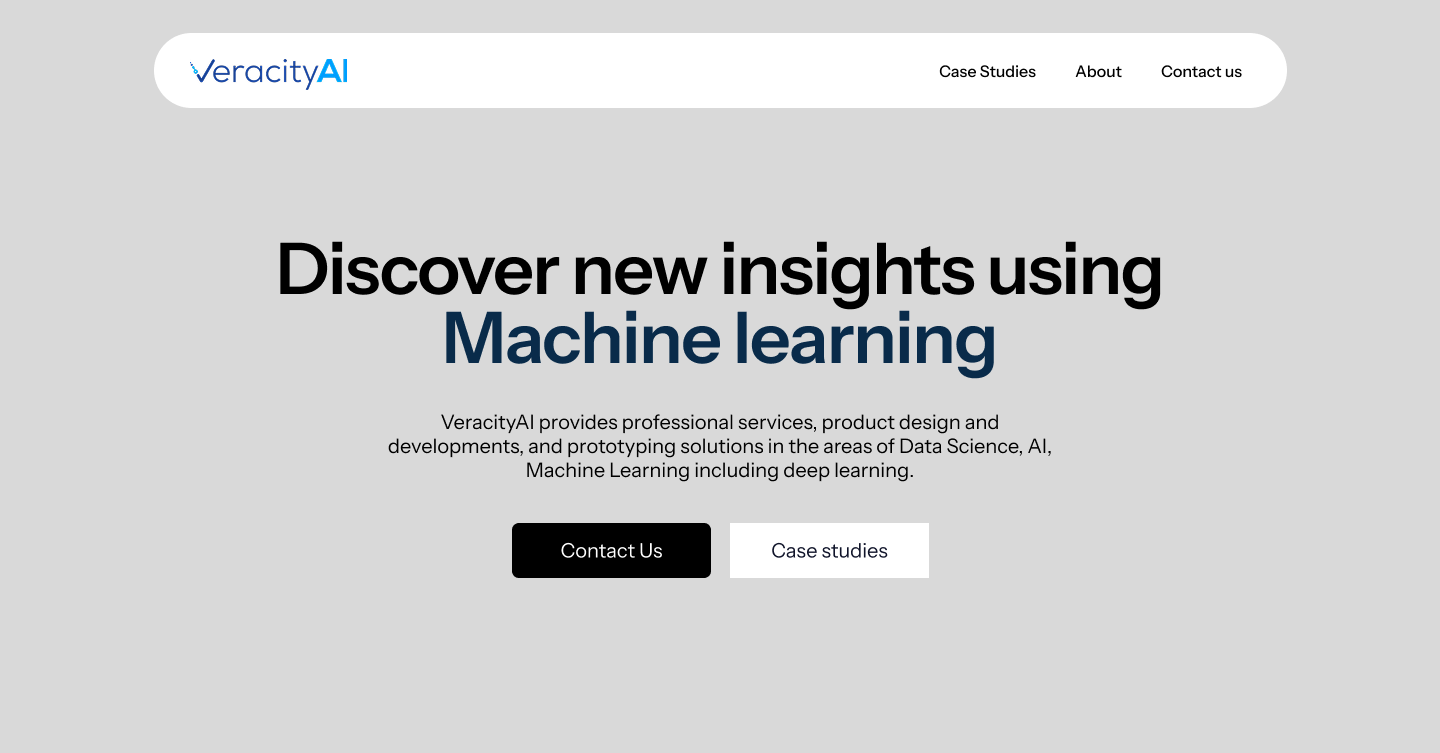 VeracityAI
Case Studies
About
Contact us
Discover new insights using
Machine learning
VeracityAI provides professional services, product design and
developments, and prototyping solutions in the areas of Data Science, AI,
Machine Learning including deep learning.
Contact Us
Case studies